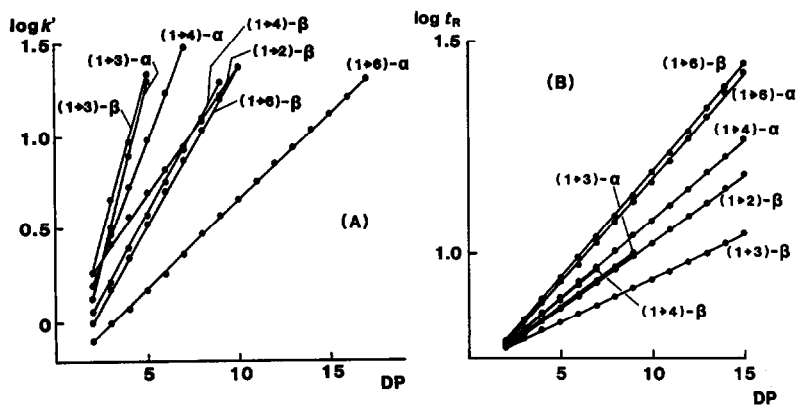 log k'
1.5
1.0
0.5
0
5
10
15
DP
(1→3)-α
(1→4)-α
(1→4)-β
(1→2)-β
(1→3)-β
(1→6)-β
(1→6)-α
(A)
log tR
1.5
1.0
5
10
15
DP
(B)
(1→6)-β
(1→6)-α
(1→4)-α
(1→3)-α
(1→2)-β
(1→3)-β
(1→4)-β